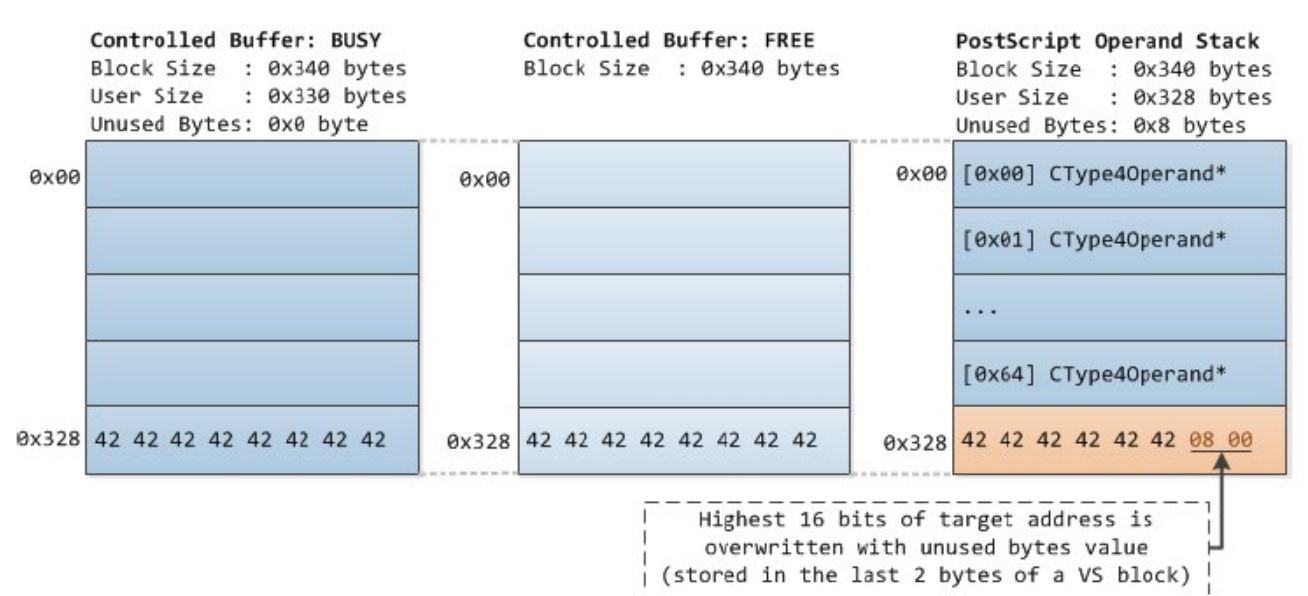 Controlled Buffer: BUSY
Block Size : 0x340 bytes
User Size : 0x330 bytes
Unused Bytes: 0x0 byte
0x00
0x328
42 42 42 42 42 42 42 42
Controlled Buffer: FREE
Block Size : 0x340 bytes
0x00
0x328
42 42 42 42 42 42 42 42
PostScript Operand Stack
Block Size : 0x340 bytes
User Size : 0x328 bytes
Unused Bytes: 0x8 bytes
0x00
[0x00] CType4Operand*
[0x01] CType4Operand*
...
[0x64] CType4Operand*
0x328
42 42 42 42 42 42 08 00
Highest 16 bits of target address is
overwritten with unused bytes value
(stored in the last 2 bytes of a VS block)